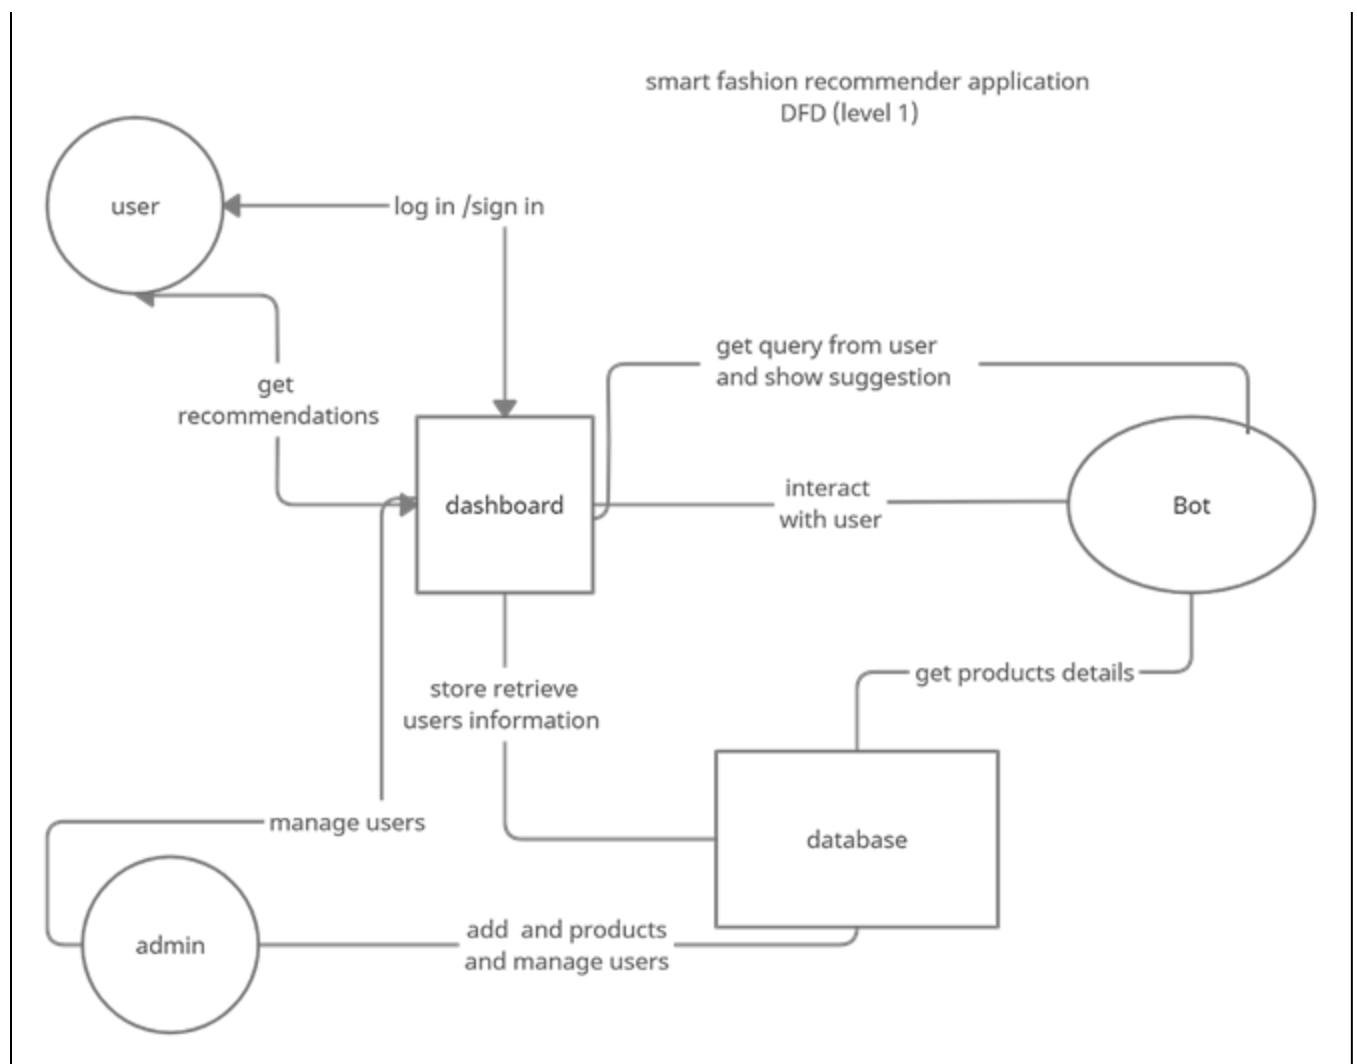 smart fashion recommender application
DFD (level 1)
user
log in /sign in
get query from user
and show suggestion
get
recommendations
dashboard
interact
with user
Bot
get products details
store retrieve
users information
manage users
database
add  and products
and manage users
admin